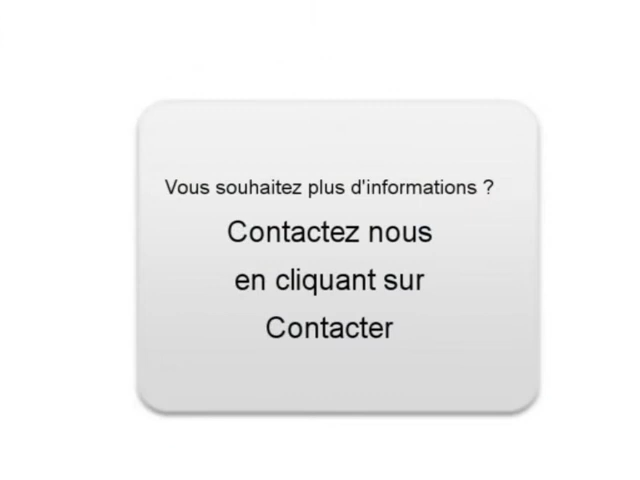 Vous souhaitez plus d'informations ?
Contactez nous
en cliquant sur
Contacter